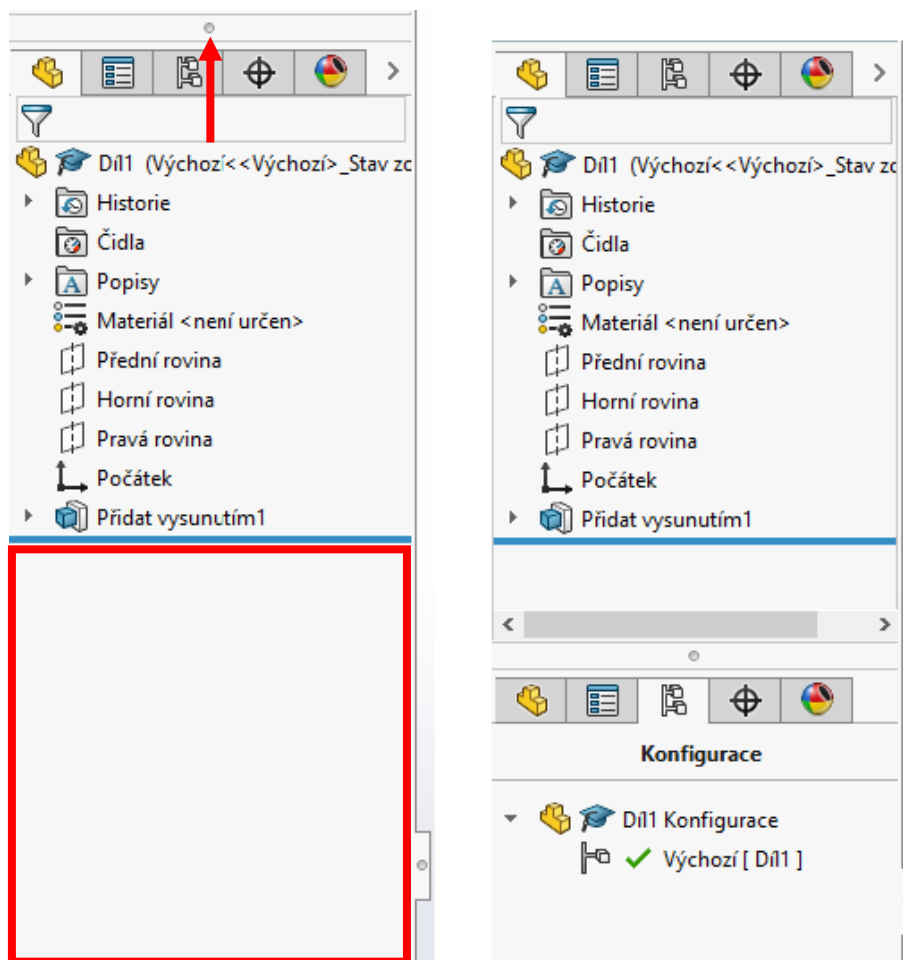 Díl1 (Výchozí<<Výchozí>_Stav zo
Historie
Čidla
A Popisy
Materiál <není určen>
Přední rovina
Horní rovina
Pravá rovina
Počátek
Přidat vysunutím1
Díl1 (Výchozí<<Výchozí>_Stav zo
Historie
Čidla
A Popisy
Materiál <není určen>
Přední rovina
Horní rovina
Pravá rovina
Počátek
Přidat vysunutím1
Konfigurace
Díl1 Konfigurace
Výchozí [ Díl1 ]